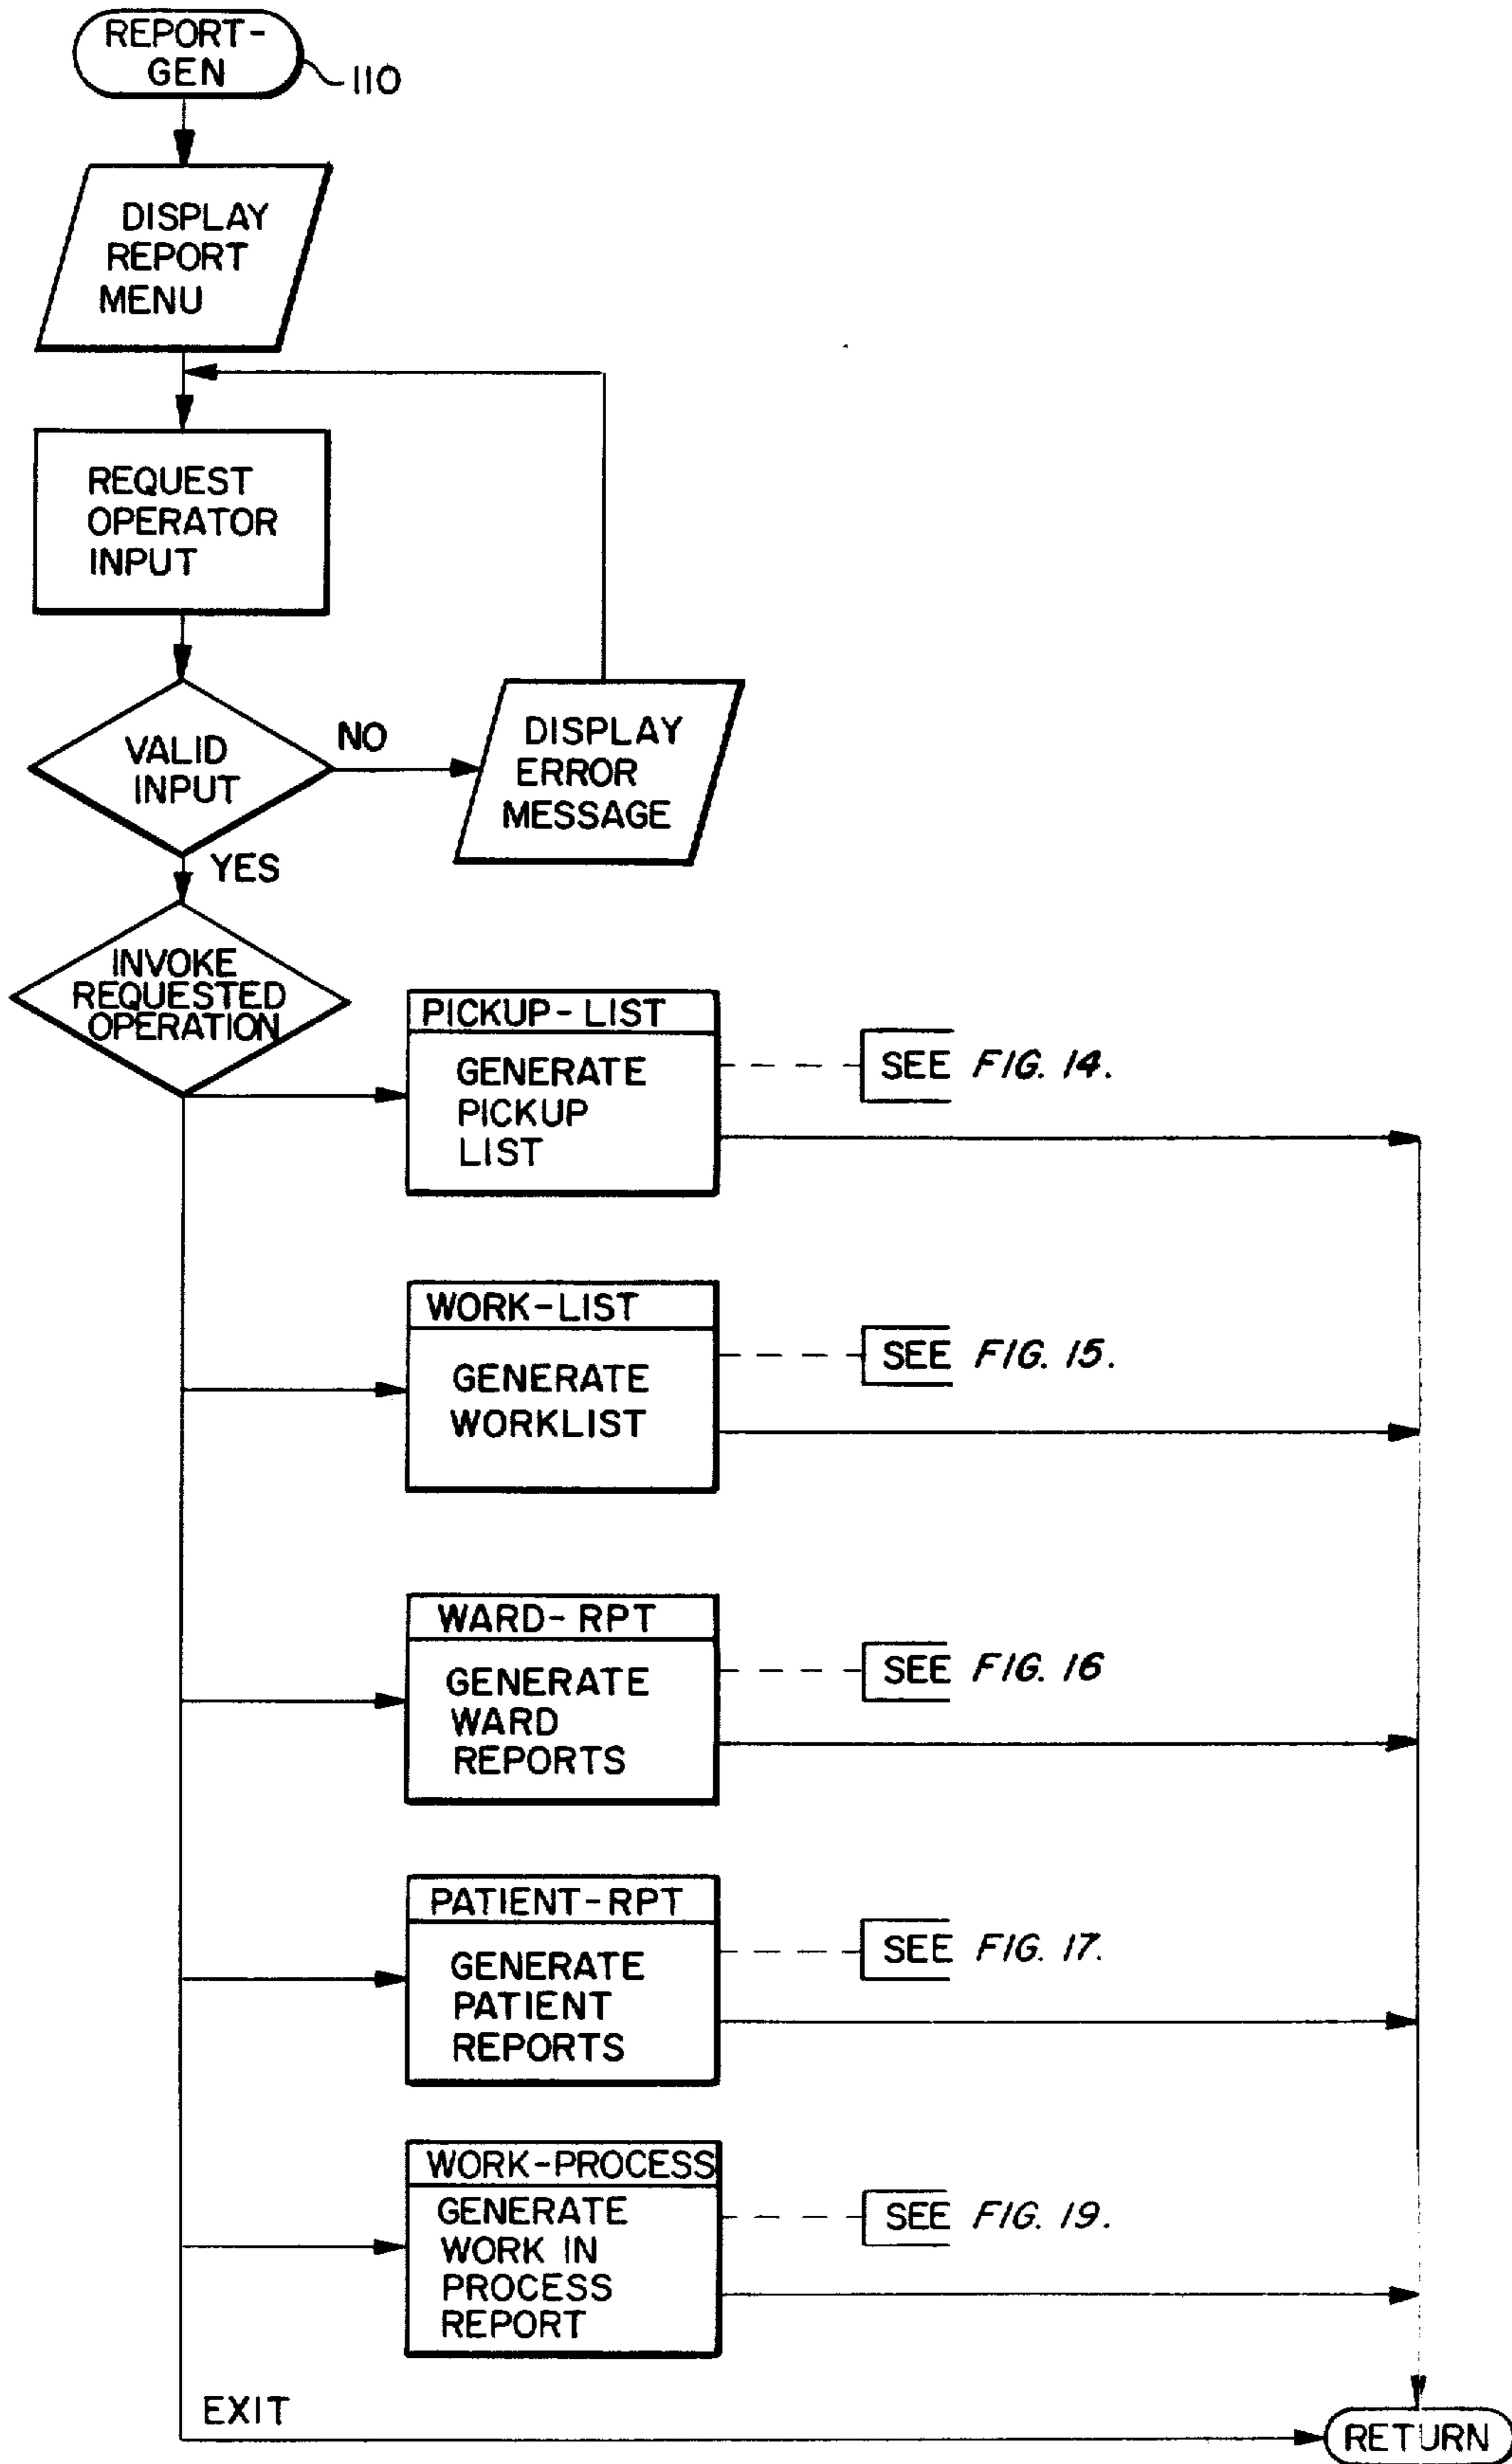 REPORT-
GEN
110
DISPLAY
REPORT
MENU
REQUEST
OPERATOR
INPUT
VALID
INPUT
NO
DISPLAY
ERROR
MESSAGE
YES
INVOKE
REQUESTED
OPERATION
PICKUP-LIST
GENERATE
PICKUP
LIST
SEE FIG. 14.
WORK-LIST
GENERATE
WORKLIST
SEE FIG. 15.
WARD-RPT
GENERATE
WARD
REPORTS
SEE FIG. 16
PATIENT-RPT
GENERATE
PATIENT
REPORTS
SEE FIG. 17.
WORK-PROCESS
GENERATE
WORK IN
PROCESS
REPORT
SEE FIG. 19.
EXIT
RETURN